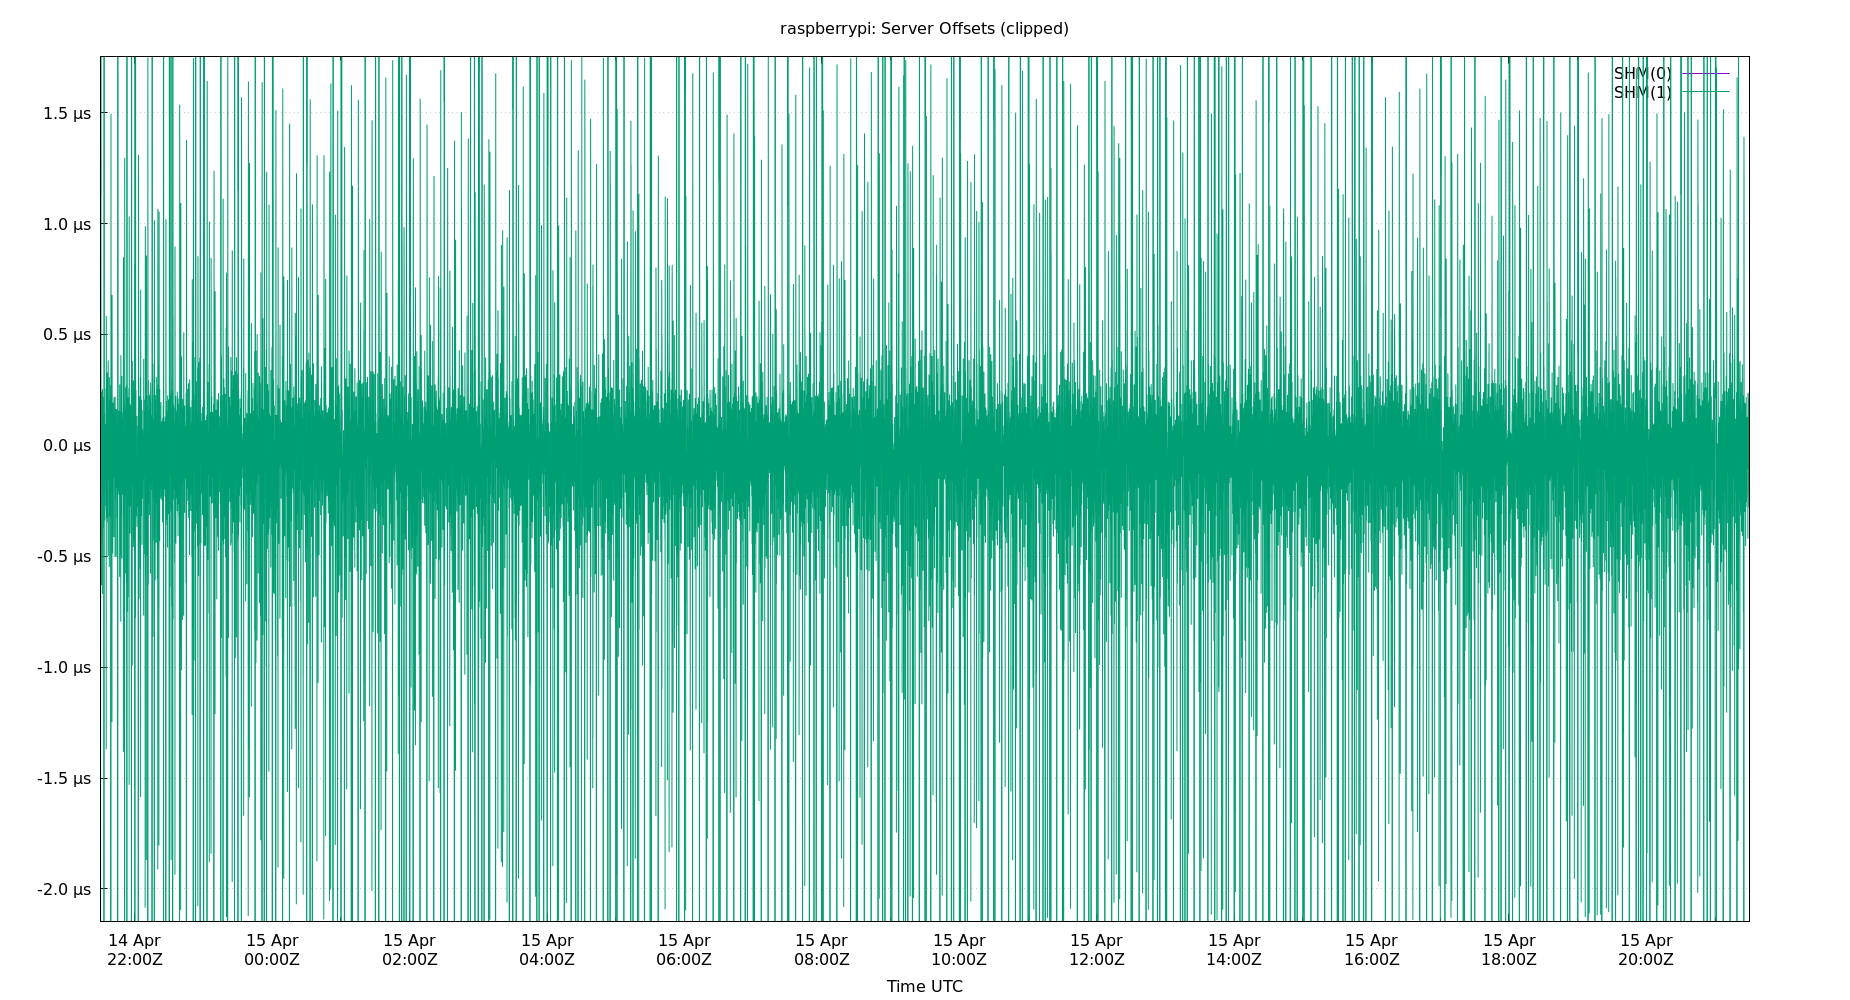 raspberrypi: Server Offsets (clipped)
SHM(0)
SHM(1)
1.5 µs
1.0 µs
0.5 µs
0.0 µs
-0.5 µs
-1.0 µs
-1.5 µs
-2.0 µs
14 Apr 15 Apr 15 Apr 15 Apr 15 Apr 15 Apr 15 Apr 15 Apr 15 Apr 15 Apr 15 Apr 15 Apr
22:00Z 00:00Z 02:00Z 04:00Z 06:00Z 08:00Z 10:00Z 12:00Z 14:00Z 16:00Z 18:00Z 20:00Z
Time UTC